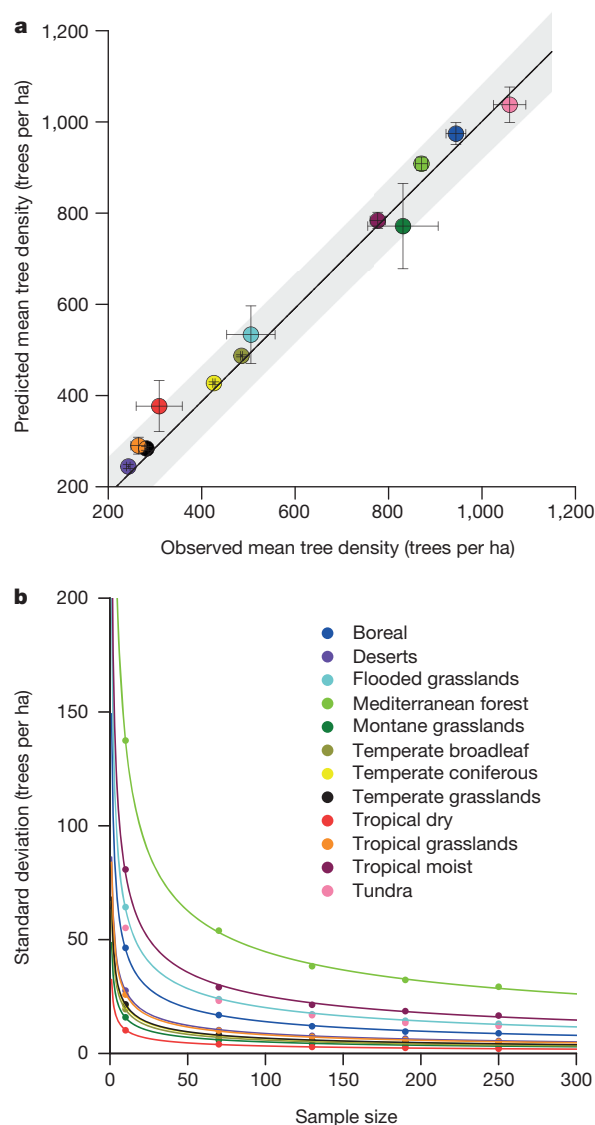 a
1,200
1,000
800
600
400
200
Predicted mean tree density (trees per ha)
200
400
600
800
1,000
1,200
Observed mean tree density (trees per ha)
b
200
150
100
50
0
Standard deviation (trees per ha)
Boreal
Deserts
Flooded grasslands
Mediterranean forest
Montane grasslands
Temperate broadleaf
Temperate coniferous
Temperate grasslands
Tropical dry
Tropical grasslands
Tropical moist
Tundra
0
50
100
150
200
250
300
Sample size